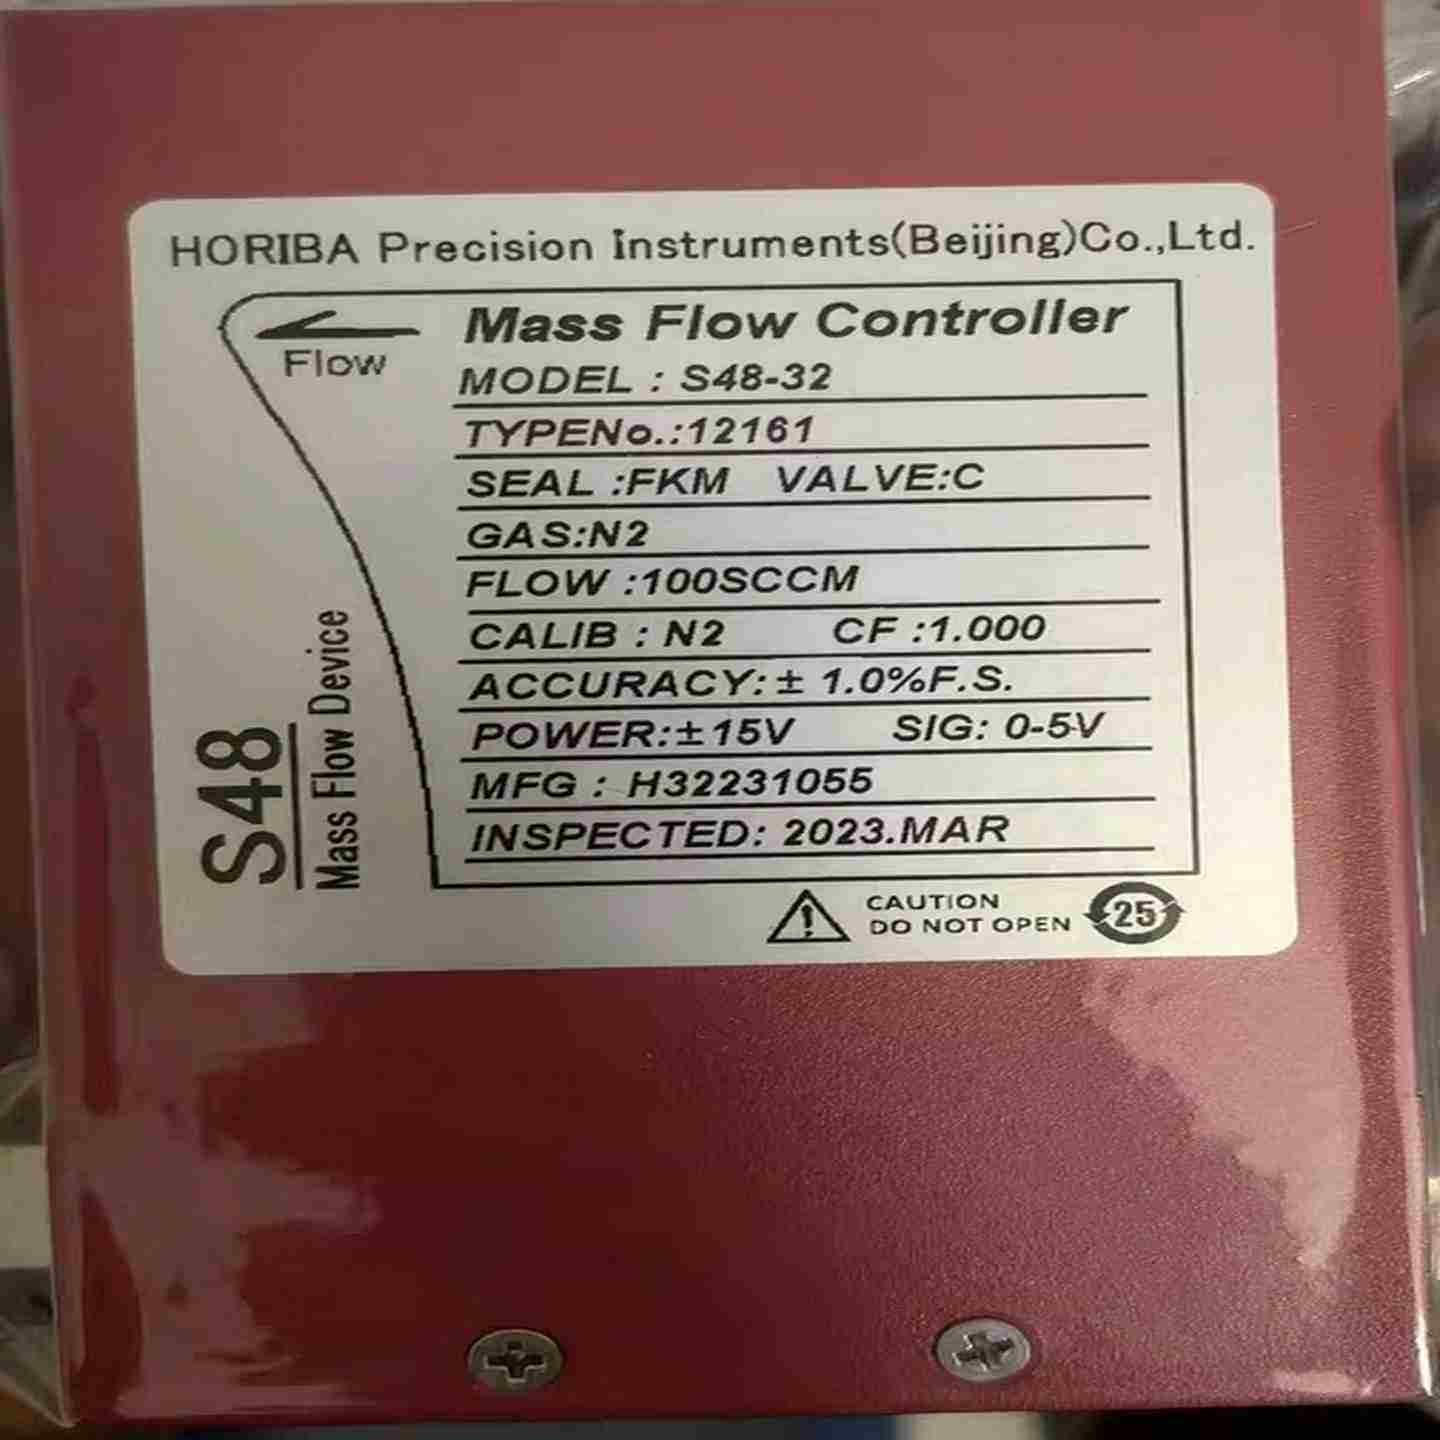 HORIBA Precision Instruments(Beijing)Co.,Ltd.
Flow
Mass Flow Controller
MODEL : S48-32
TYPENo.:12161
SEAL :FKM VALVE:C
GAS:N2
FLOW :100SCCM
CALIB : N2 CF :1.000
ACCURACY:± 1.0%F.S.
POWER:±15V SIG: 0-5V
MFG : H32231055
INSPECTED: 2023.MAR
S48
Mass Flow Device
CAUTION
DO NOT OPEN
25